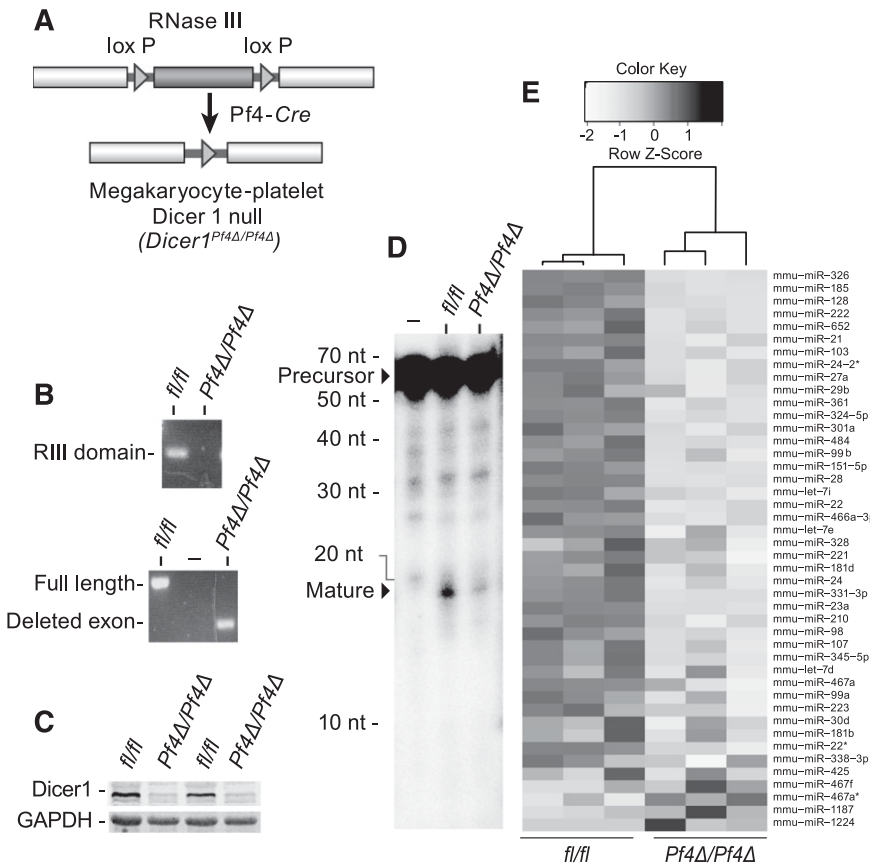 A
RNase III
lox P
lox P
Pf4-Cre
Megakaryocyte-platelet
Dicer 1 null
(Dicer1Pf4Δ/Pf4Δ)
B
fl/fl
Pf4Δ/Pf4Δ
RIII domain-
fl/fl
–
Pf4Δ/Pf4Δ
Full length-
Deleted exon-
C
fl/fl
Pf4Δ/Pf4Δ
fl/fl
Pf4Δ/Pf4Δ
Dicer1 -
GAPDH -
D
–
fl/fl
Pf4Δ/Pf4Δ
70 nt -
Precursor
50 nt -
40 nt -
30 nt -
20 nt
Mature
10 nt -
E
Color Key
-2 -1 0 1
Row Z-Score
mmu-miR-326
mmu-miR-185
mmu-miR-128
mmu-miR-222
mmu-miR-652
mmu-miR-21
mmu-miR-103
mmu-miR-24-2*
mmu-miR-27a
mmu-miR-29b
mmu-miR-361
mmu-miR-324-5p
mmu-miR-301a
mmu-miR-484
mmu-miR-99b
mmu-miR-151-5p
mmu-miR-28
mmu-let-7i
mmu-miR-22
mmu-miR-466a-3p
mmu-let-7e
mmu-miR-328
mmu-miR-221
mmu-miR-181d
mmu-miR-24
mmu-miR-331-3p
mmu-miR-23a
mmu-miR-210
mmu-miR-98
mmu-miR-107
mmu-miR-345-5p
mmu-let-7d
mmu-miR-467a
mmu-miR-99a
mmu-miR-223
mmu-miR-30d
mmu-miR-181b
mmu-miR-22*
mmu-miR-338-3p
mmu-miR-425
mmu-miR-467f
mmu-miR-467a*
mmu-miR-1187
mmu-miR-1224
fl/fl
Pf4Δ/Pf4Δ